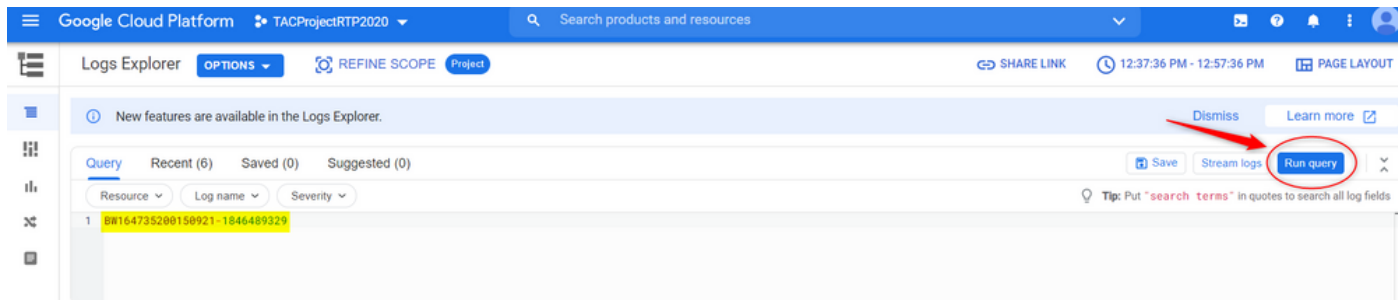 Google Cloud Platform TACProjectRTP2020 Search products and resources
Logs Explorer OPTIONS REFINE SCOPE Project SHARE LINK 12:37:36 PM - 12:57:36 PM PAGE LAYOUT
New features are available in the Logs Explorer. Dismiss Learn more
Query Recent (6) Saved (0) Suggested (0) Save Stream logs Run query
Resource Log name Severity Tip: Put "search terms" in quotes to search all log fields
1 BW164735200150921-1846489329